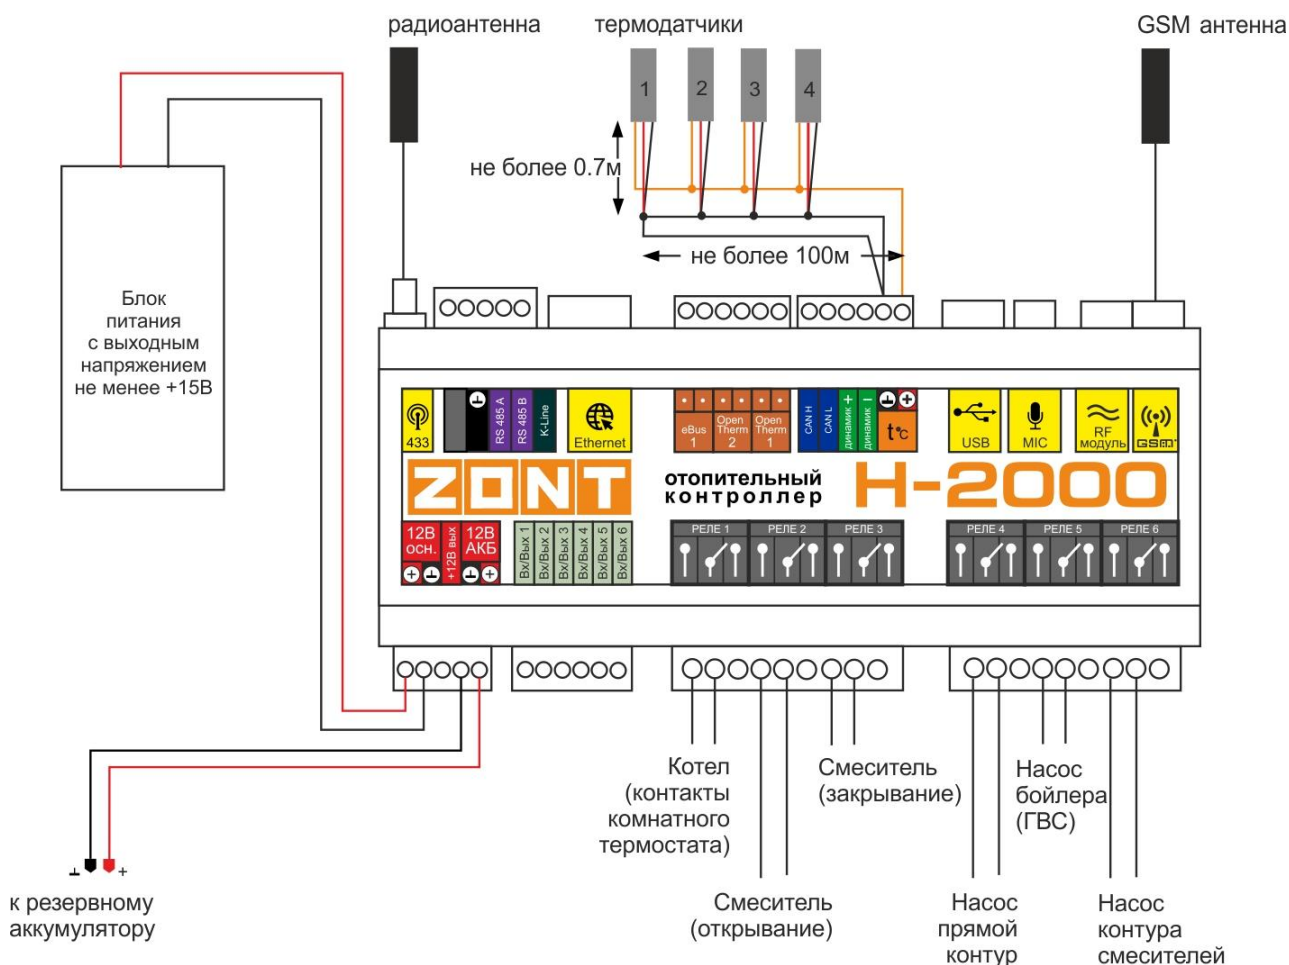 радиоантенна
термодатчики
GSM антенна
1
2
3
4
не более 0.7м
не более 100м
Блок
питания
с выходным
напряжением
не менее +15В
433
RS 485 A
RS 485 B
K-Line
Ethernet
eBus
1
Open
Therm
2
Open
Therm
1
CAN H
CAN L
динамик +
динамик −
t°C
USB
MIC
RF
модуль
GSM
ZONT
отопительный
контроллер
H-2000
12В
осн.
+12В вых
12В
АКБ
Вх/Вых 1
Вх/Вых 2
Вх/Вых 3
Вх/Вых 4
Вх/Вых 5
Вх/Вых 6
РЕЛЕ 1
РЕЛЕ 2
РЕЛЕ 3
РЕЛЕ 4
РЕЛЕ 5
РЕЛЕ 6
Котел
(контакты
комнатного
термостата)
Смеситель
(закрывание)
Насос
бойлера
(ГВС)
Смеситель
(открывание)
Насос
прямой
контур
Насос
контура
смесителей
к резервному
аккумулятору